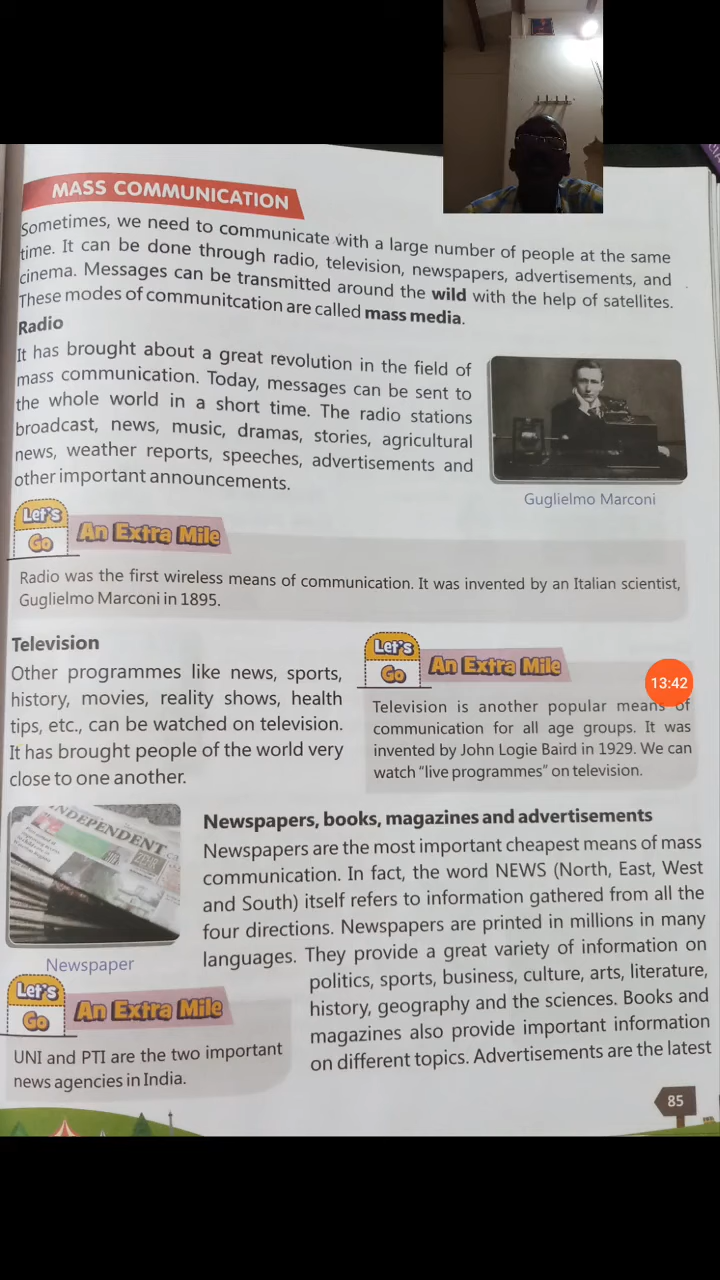 MASS COMMUNICATION
Sometimes, we need to communicate with a large number of people at the same
time. It can be done through radio, television, newspapers, advertisements, and
cinema. Messages can be transmitted around the wild with the help of satellites.
These modes of communitcation are called mass media.
Radio
It has brought about a great revolution in the field of
mass communication. Today, messages can be sent to
the whole world in a short time. The radio stations
broadcast, news, music, dramas, stories, agricultural
news, weather reports, speeches, advertisements and
other important announcements.
Guglielmo Marconi
Let's
Go
An Extra Mile
Radio was the first wireless means of communication. It was invented by an Italian scientist,
Guglielmo Marconi in 1895.
Television
Other programmes like news, sports,
history, movies, reality shows, health
tips, etc., can be watched on television.
It has brought people of the world very
close to one another.
Let's
Go
An Extra Mile
13:42
Television is another popular means of
communication for all age groups. It was
invented by John Logie Baird in 1929. We can
watch "live programmes" on television.
INDEPENDENT
Newspaper
Newspapers, books, magazines and advertisements
Newspapers are the most important cheapest means of mass
communication. In fact, the word NEWS (North, East, West
and South) itself refers to information gathered from all the
four directions. Newspapers are printed in millions in many
languages. They provide a great variety of information on
politics, sports, business, culture, arts, literature,
history, geography and the sciences. Books and
magazines also provide important information
on different topics. Advertisements are the latest
Let's
Go
An Extra Mile
UNI and PTI are the two important
news agencies in India.
85